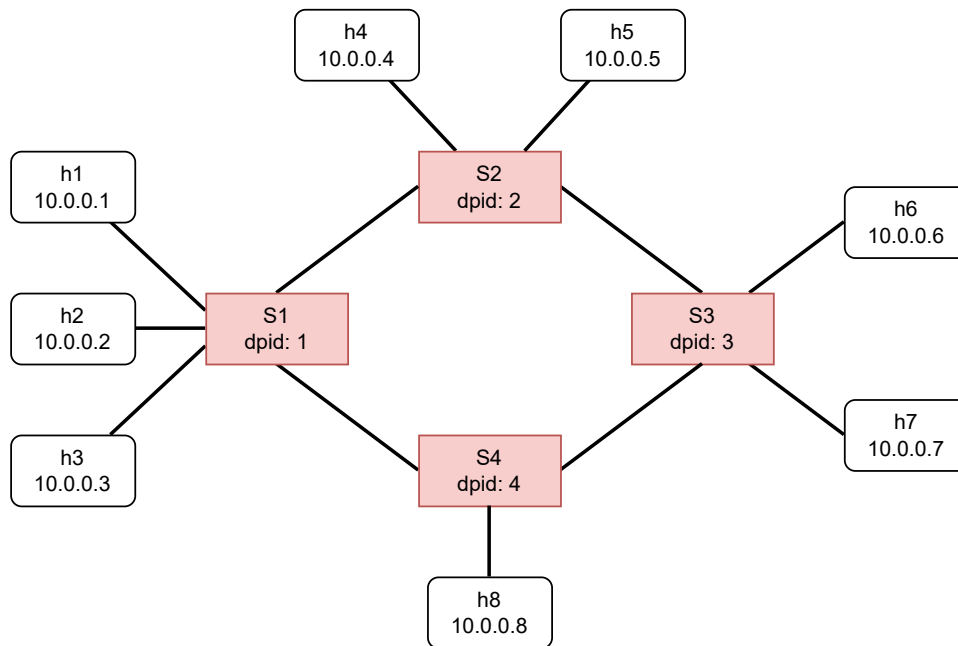 h4
10.0.0.4
h5
10.0.0.5
h1
10.0.0.1
S2
dpid: 2
h6
10.0.0.6
h2
10.0.0.2
S1
dpid: 1
S3
dpid: 3
h3
10.0.0.3
S4
dpid: 4
h7
10.0.0.7
h8
10.0.0.8